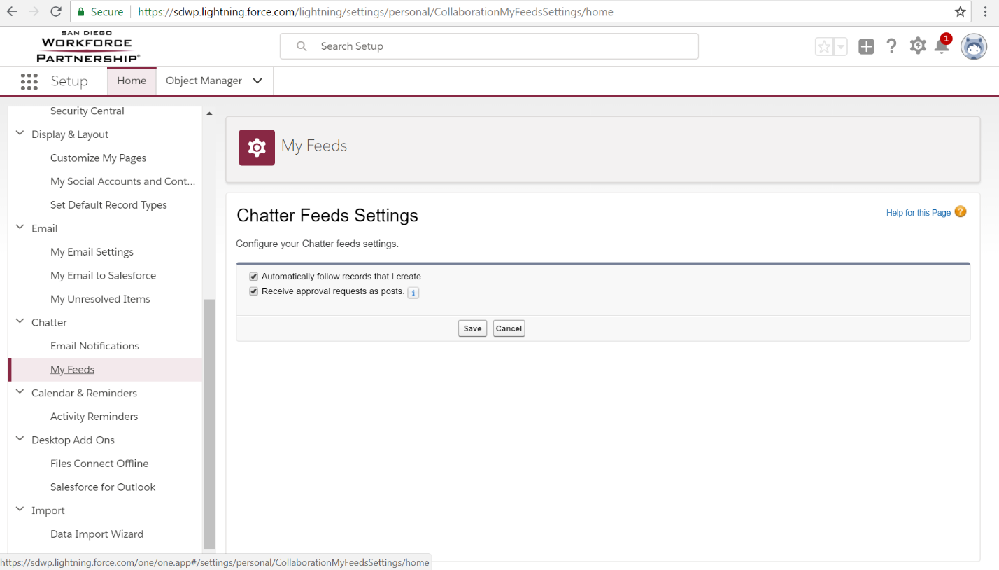 Secure
https://sdwp.lightning.force.com/lightning/settings/personal/CollaborationMyFeedsSettings/home
SAN DIEGO
WORKFORCE
PARTNERSHIP®
Search Setup
1
Setup
Home
Object Manager
Security Central
Display & Layout
Customize My Pages
My Social Accounts and Cont...
Set Default Record Types
Email
My Email Settings
My Email to Salesforce
My Unresolved Items
Chatter
Email Notifications
My Feeds
Calendar & Reminders
Activity Reminders
Desktop Add-Ons
Files Connect Offline
Salesforce for Outlook
Import
Data Import Wizard
My Feeds
Chatter Feeds Settings
Help for this Page ?
Configure your Chatter feeds settings.
Automatically follow records that I create
Receive approval requests as posts. i
Save
Cancel
https://sdwp.lightning.force.com/one/one.app#/settings/personal/CollaborationMyFeedsSettings/home